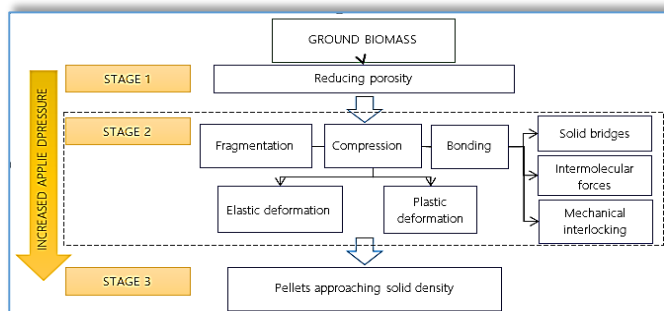 GROUND BIOMASS
STAGE 1
Reducing porosity
STAGE 2
Fragmentation
Compression
Bonding
Solid bridges
Intermolecular
forces
Mechanical
interlocking
Elastic deformation
Plastic
deformation
STAGE 3
Pellets approaching solid density
INCREASED APPLIE DPRESSURE